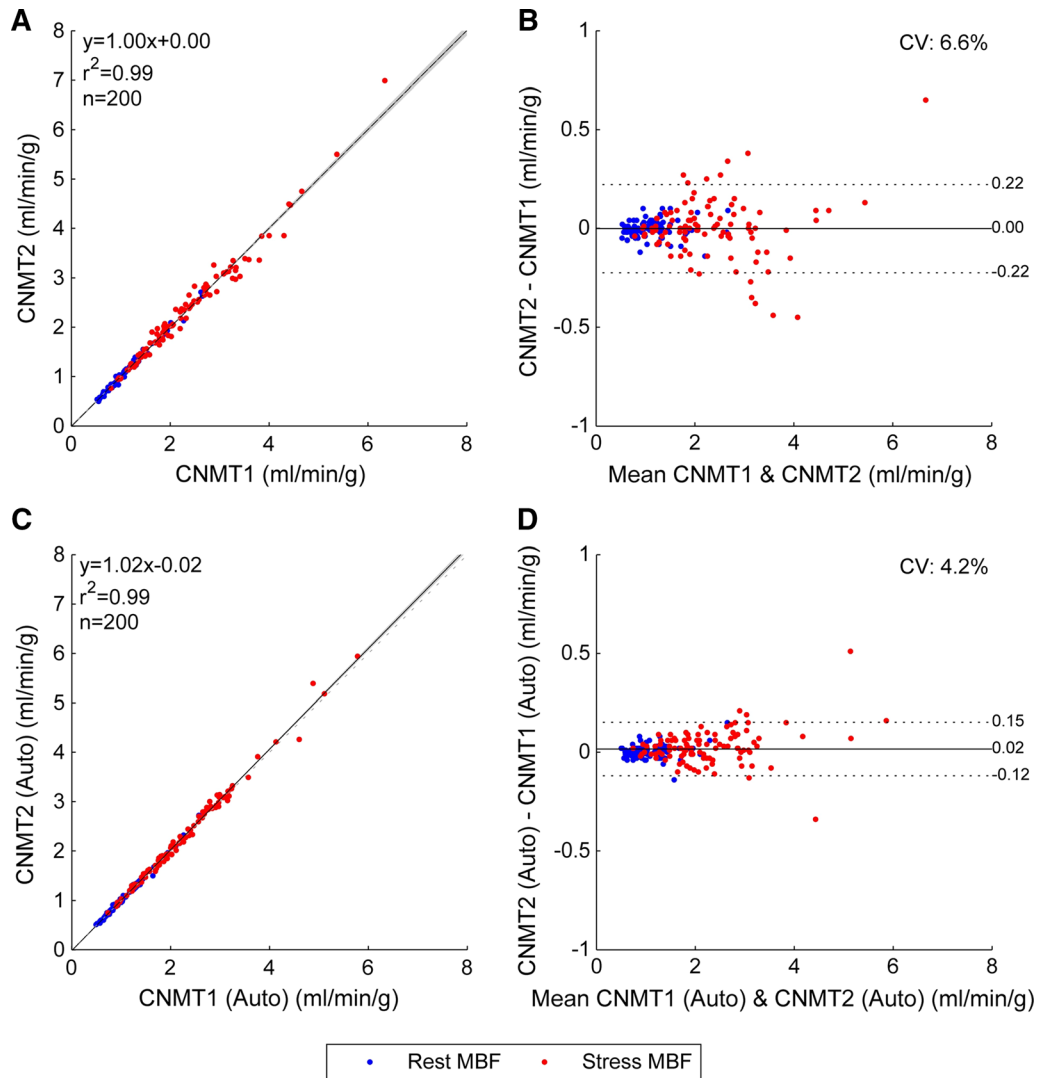 A
y=1.00x+0.00
r²=0.99
n=200
8
7
6
5
4
3
2
1
0
0 2 4 6 8
CNMT2 (ml/min/g)
CNMT1 (ml/min/g)
B
CV: 6.6%
1
0.5
0
-0.5
-1
0.22
0.00
-0.22
0 2 4 6 8
CNMT2 - CNMT1 (ml/min/g)
Mean CNMT1 & CNMT2 (ml/min/g)
C
y=1.02x-0.02
r²=0.99
n=200
8
7
6
5
4
3
2
1
0
0 2 4 6 8
CNMT2 (Auto) (ml/min/g)
CNMT1 (Auto) (ml/min/g)
D
CV: 4.2%
1
0.5
0
-0.5
-1
0.15
0.02
-0.12
0 2 4 6 8
CNMT2 (Auto) - CNMT1 (Auto) (ml/min/g)
Mean CNMT1 (Auto) & CNMT2 (Auto) (ml/min/g)
Rest MBF Stress MBF